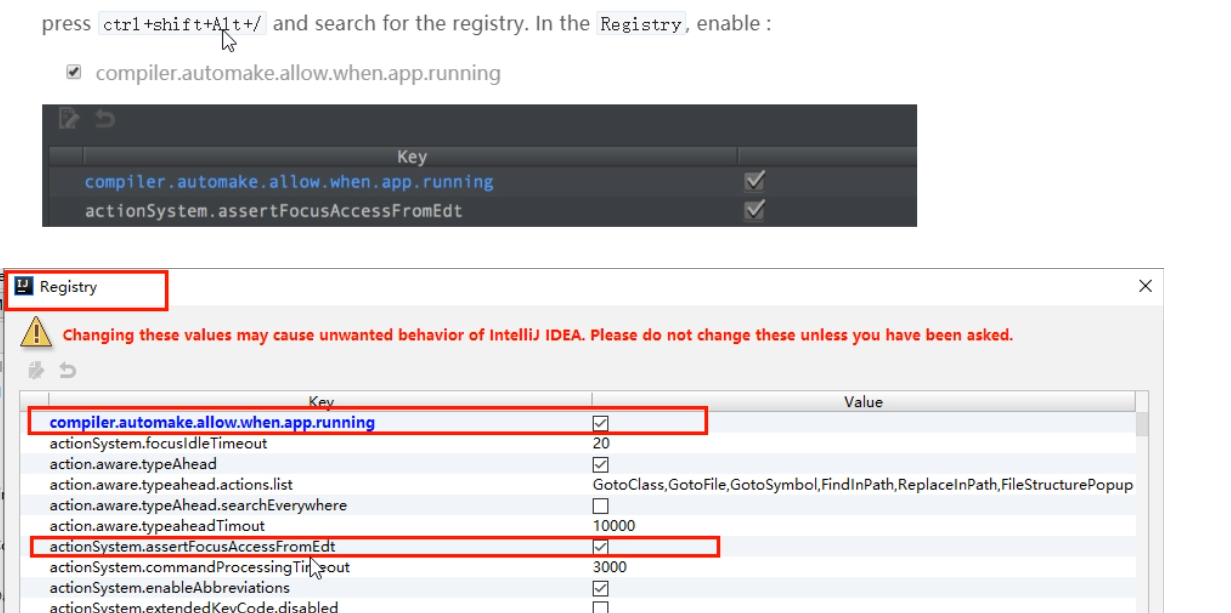 press ctrl+shift+Alt+/ and search for the registry. In the Registry, enable :
compiler.automake.allow.when.app.running
Key
compiler.automake.allow.when.app.running
actionSystem.assertFocusAccessFromEdt
Registry
Changing these values may cause unwanted behavior of IntelliJ IDEA. Please do not change these unless you have been asked.
Key Value
compiler.automake.allow.when.app.running
actionSystem.focusIdleTimeout 20
action.aware.typeAhead
action.aware.typeahead.actions.list GotoClass,GotoFile,GotoSymbol,FindInPath,ReplaceInPath,FileStructurePopup
action.aware.typeahead.searchEverywhere
action.aware.typeaheadTimout 10000
actionSystem.assertFocusAccessFromEdt
actionSystem.commandProcessingTimeout 3000
actionSystem.enableAbbreviations
actionSystem.extendedKeyCode.disabled